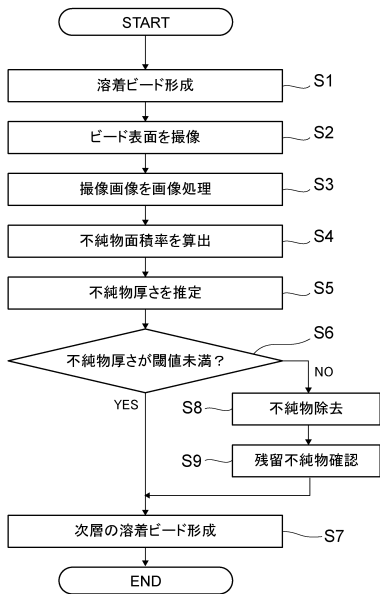 START
溶着ビード形成
S1
ビード表面を撮像
S2
撮像画像を画像処理
S3
不純物面積率を算出
S4
不純物厚さを推定
S5
不純物厚さが閾値未満？
S6
NO
YES
S8
不純物除去
S9
残留不純物確認
次層の溶着ビード形成
S7
END